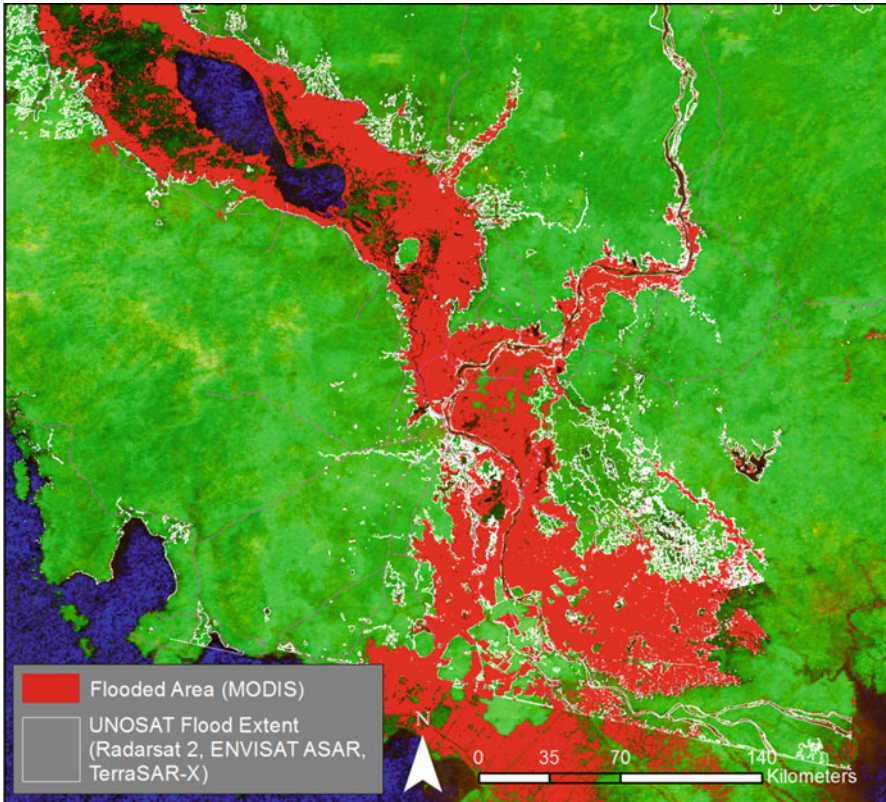 Flooded Area (MODIS)
UNOSAT Flood Extent
(Radarsat 2, ENVISAT ASAR,
TerraSAR-X)
N
0 35 70 140
Kilometers